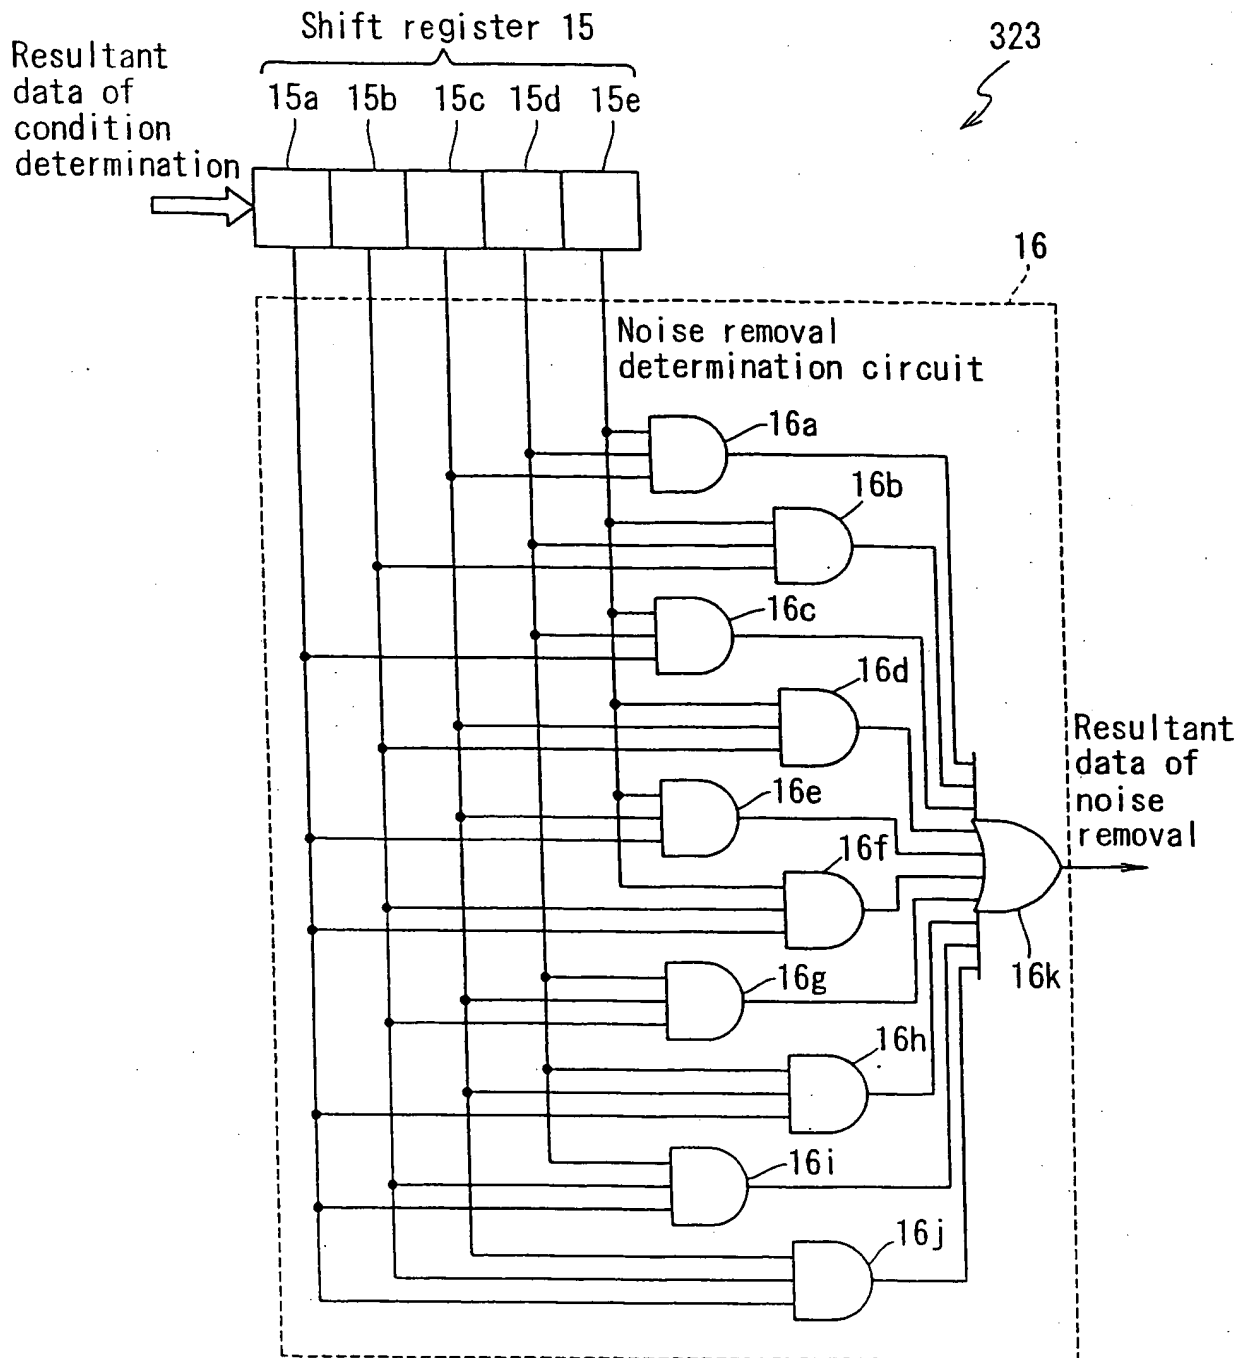 Shift register 15
323
Resultant
data of
condition
determination
15a 15b 15c 15d 15e
16
Noise removal
determination circuit
16a
16b
16c
16d
Resultant
data of
noise
removal
16e
16f
16g
16k
16h
16i
16j